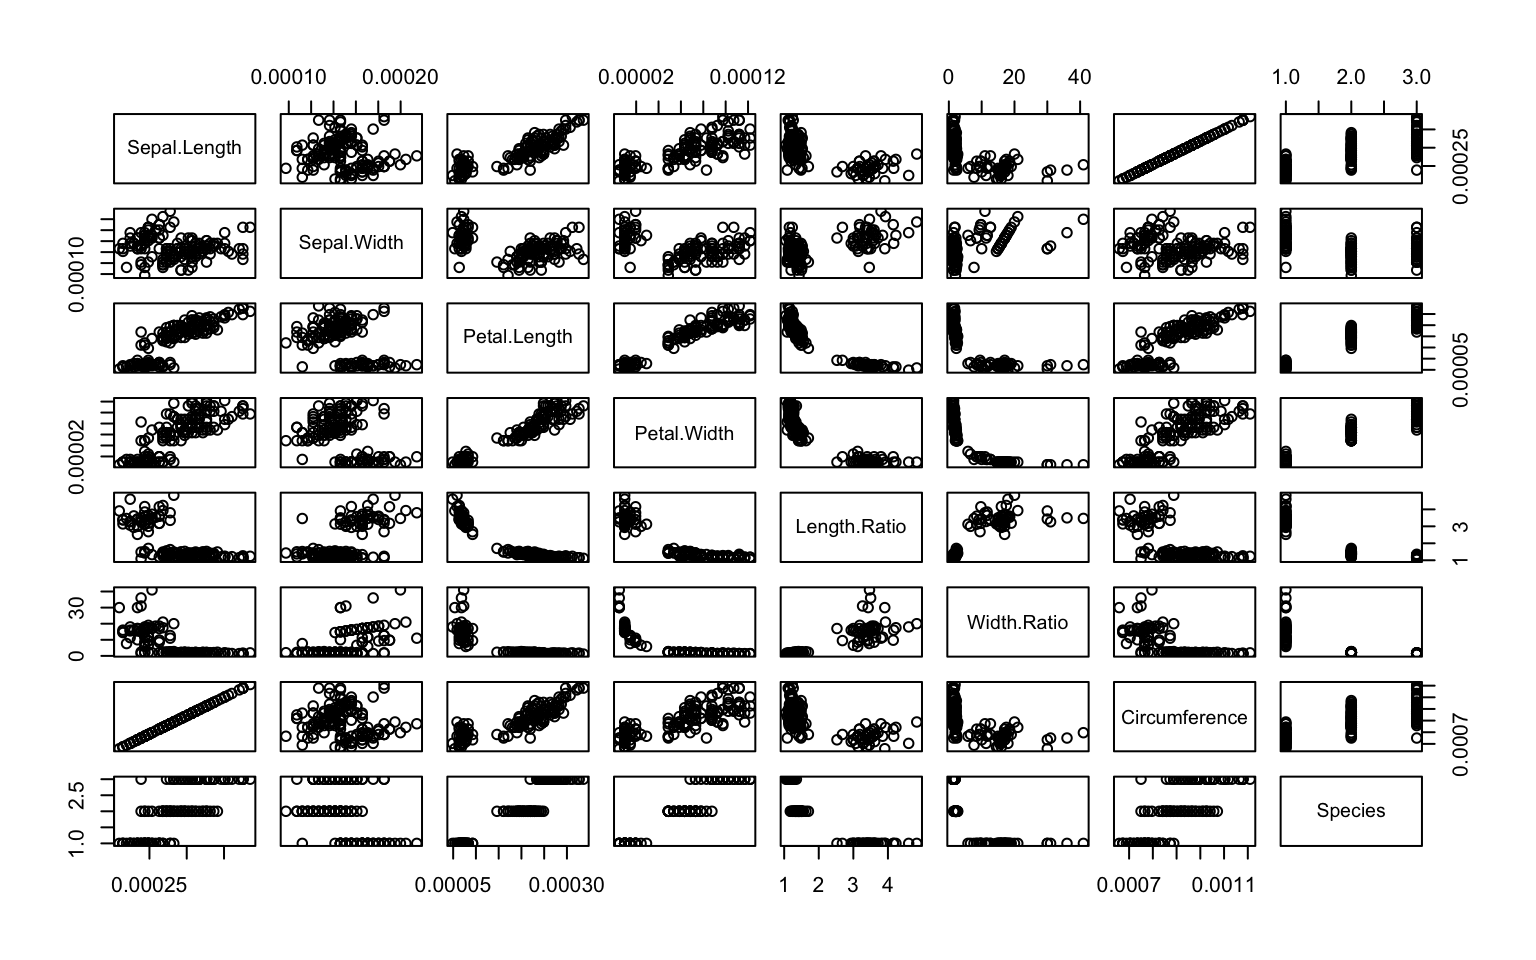 0.00010 0.00020 0.00002 0.00012 0 20 40 1.0 2.0 3.0
Sepal.Length 0.00025
0.00010 Sepal.Width
Petal.Length 0.00005
0.00002 Petal.Width
Length.Ratio 1 3
0 30 Width.Ratio
Circumference 0.0007
1.0 2.5 Species
0.00025 0.00005 0.00030 1 2 3 4 0.0007 0.0011